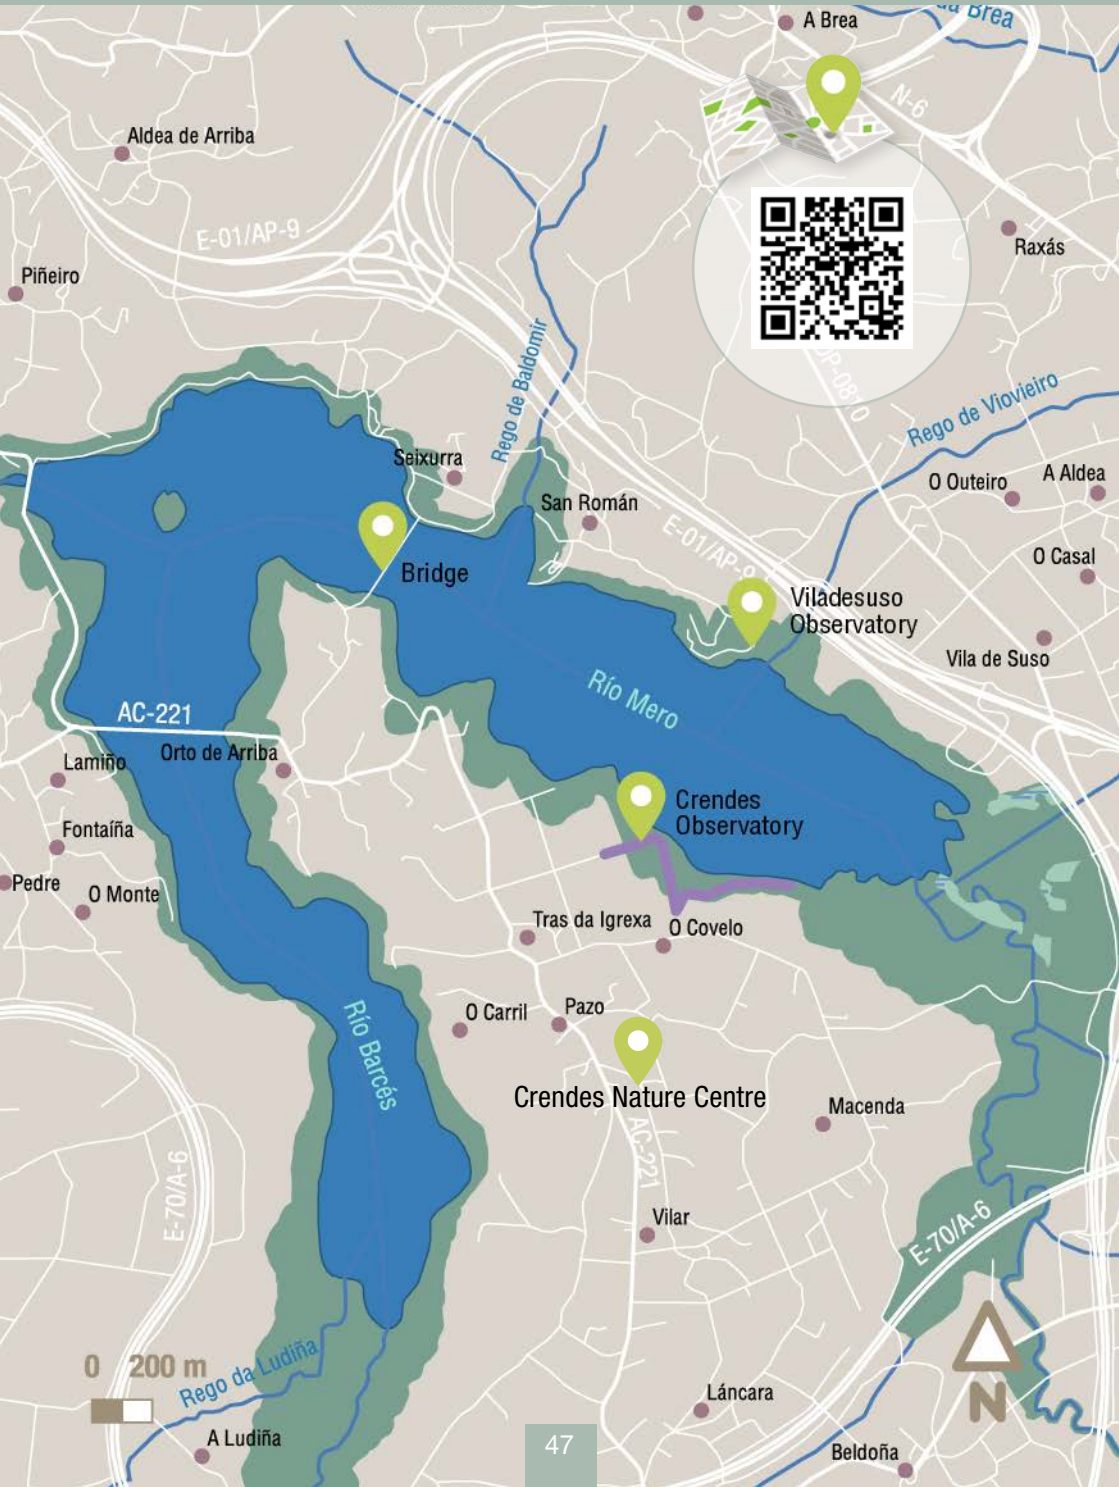 da Brea
A Brea
N-6
Aldea de Arriba
E-01/AP-9
Raxás
Piñeiro
DP-0810
Rego de Baldomir
Rego de Viovieiro
Seixurra
A Aldea
O Outeiro
San Román
E-01/AP-9
O Casal
Bridge
Viladesuso
Observatory
Vila de Suso
Río Mero
AC-221
Orto de Arriba
Lamiño
Crendes
Observatory
Fontaíña
Pedre
O Monte
Tras da Igrexa
O Covelo
O Carril
Pazo
Río Barcés
Crendes Nature Centre
Macenda
AC-221
E-70/A-6
Vilar
E-70/A-6
0 200 m
Rego da Ludiña
N
Láncara
A Ludiña
47
Beldoña